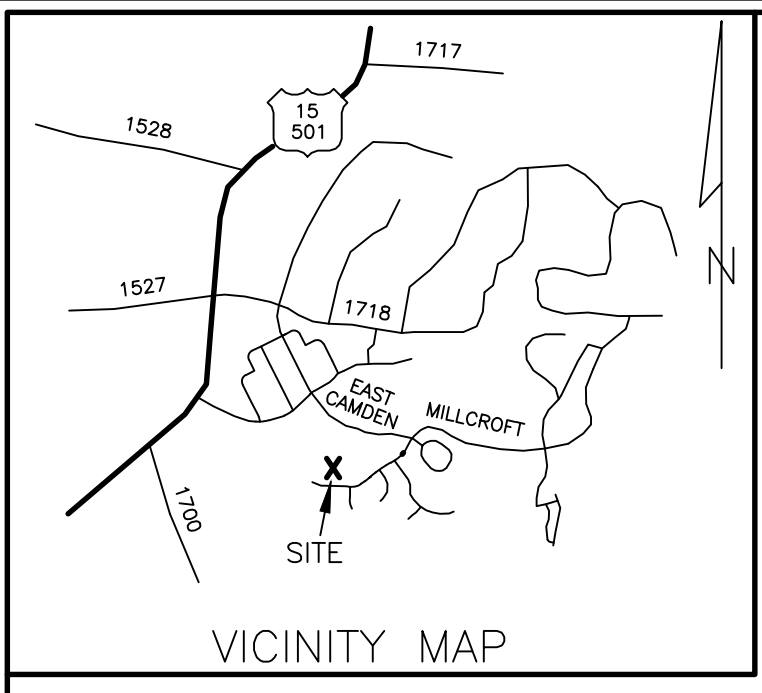 1717
15
501
1528
N
1527
1718
EAST
CAMDEN
MILLCROFT
X
1700
SITE
VICINITY MAP